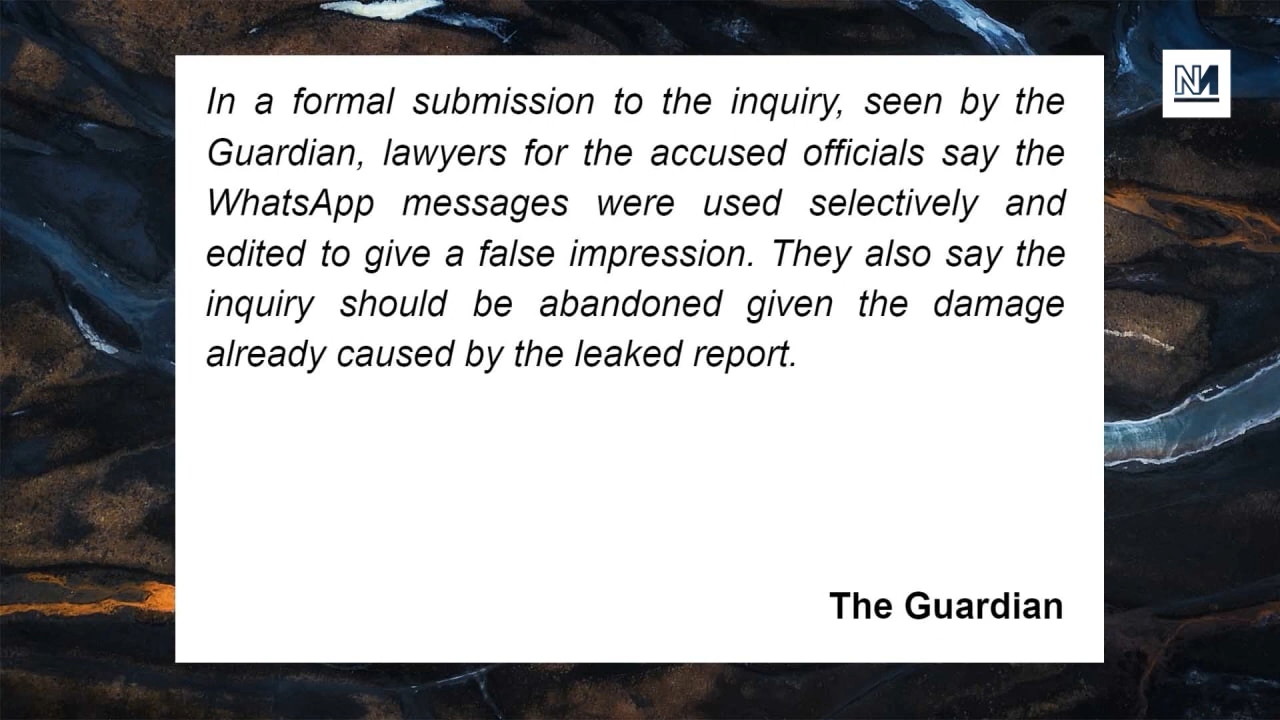 In a formal submission to the inquiry, seen by the
Guardian, lawyers for the accused officials say the
WhatsApp messages were used selectively and
edited to give a false impression. They also say the
inquiry should be abandoned given the damage
already caused by the leaked report.
The Guardian
NM